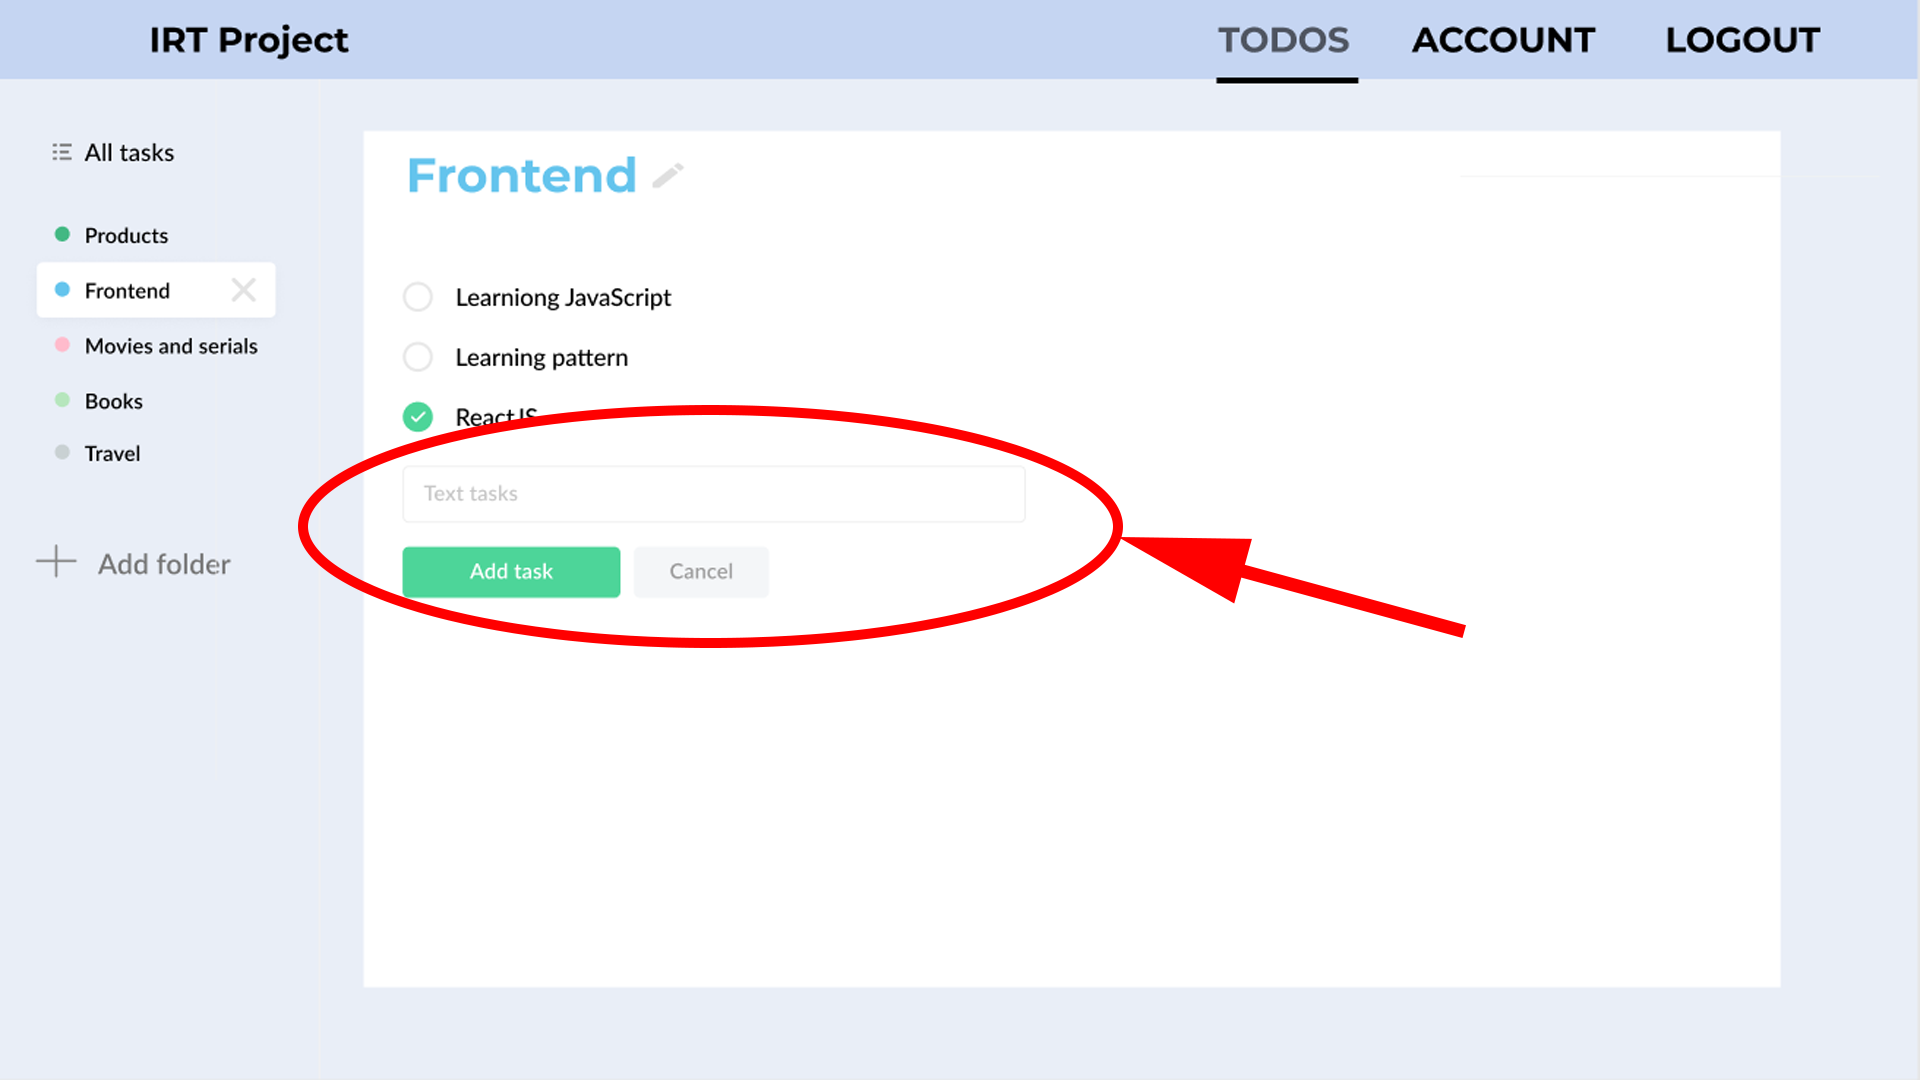 IRT Project
TODOS ACCOUNT LOGOUT
All tasks
Products
Frontend
Movies and serials
Books
Travel
Add folder
Frontend
Learniong JavaScript
Learning pattern
ReactJS
Text tasks
Add task Cancel